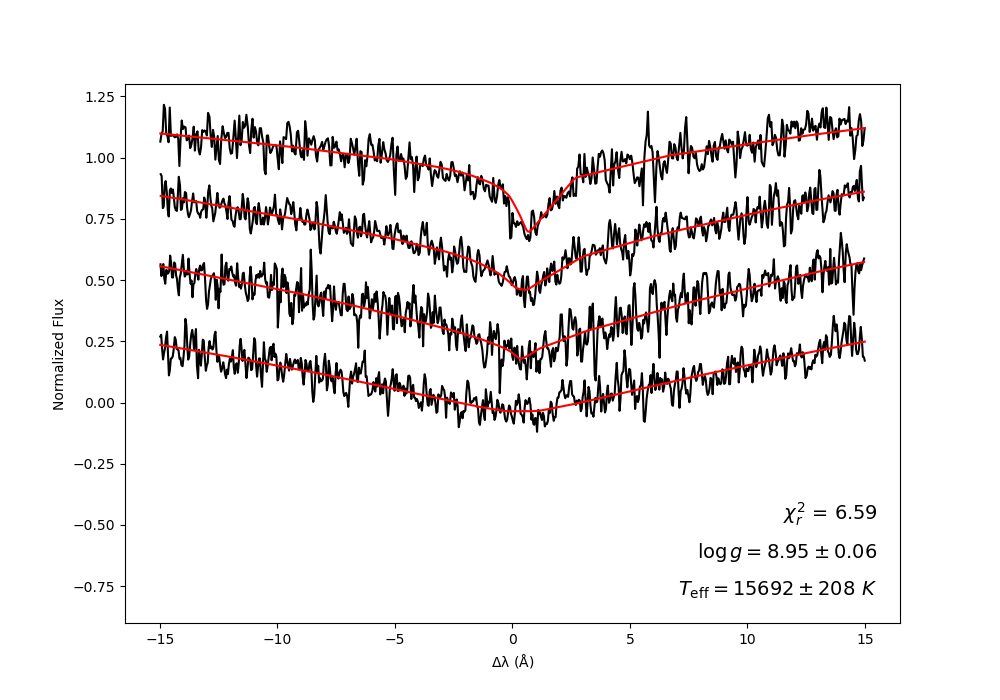 1.25
1.00
0.75
0.50
0.25
0.00
−0.25
−0.50
−0.75
Normalized Flux
χ²ᵣ = 6.59
log g = 8.95 ± 0.06
T_eff = 15692 ± 208 K
−15 −10 −5 0 5 10 15
Δλ (Å)